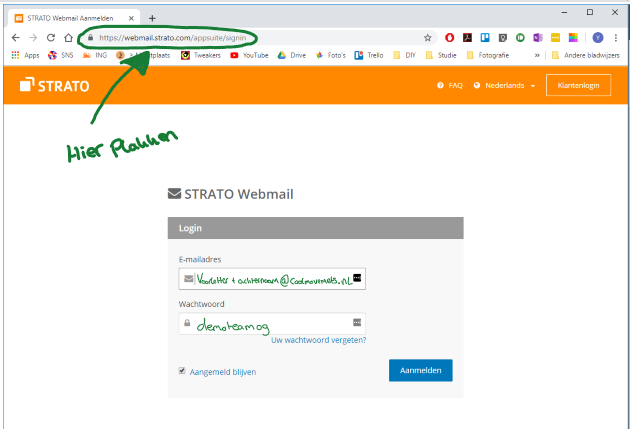 STRATO Webmail Aanmelden
https://webmail.strato.com/appsuite/signin
Apps SNS ING Tweakers YouTube Drive Foto's Trello DIY Studie Fotografie » Andere bladwijzers
STRATO FAQ Nederlands Klantenlogin
Hier Plakken
STRATO Webmail
Login
E-mailadres
Voorletter + achternaam@Coolmovements.nl
Wachtwoord
demoteam09
Uw wachtwoord vergeten?
Aangemeld blijven Aanmelden